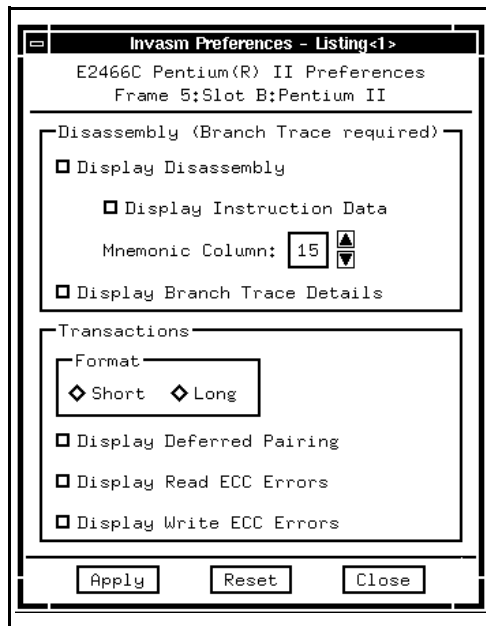 Invasm Preferences - Listing<1>
E2466C Pentium(R) II Preferences
Frame 5:Slot B:Pentium II
Disassembly (Branch Trace required)
Display Disassembly
Display Instruction Data
Mnemonic Column: 15
Display Branch Trace Details
Transactions
Format
Short Long
Display Deferred Pairing
Display Read ECC Errors
Display Write ECC Errors
Apply Reset Close